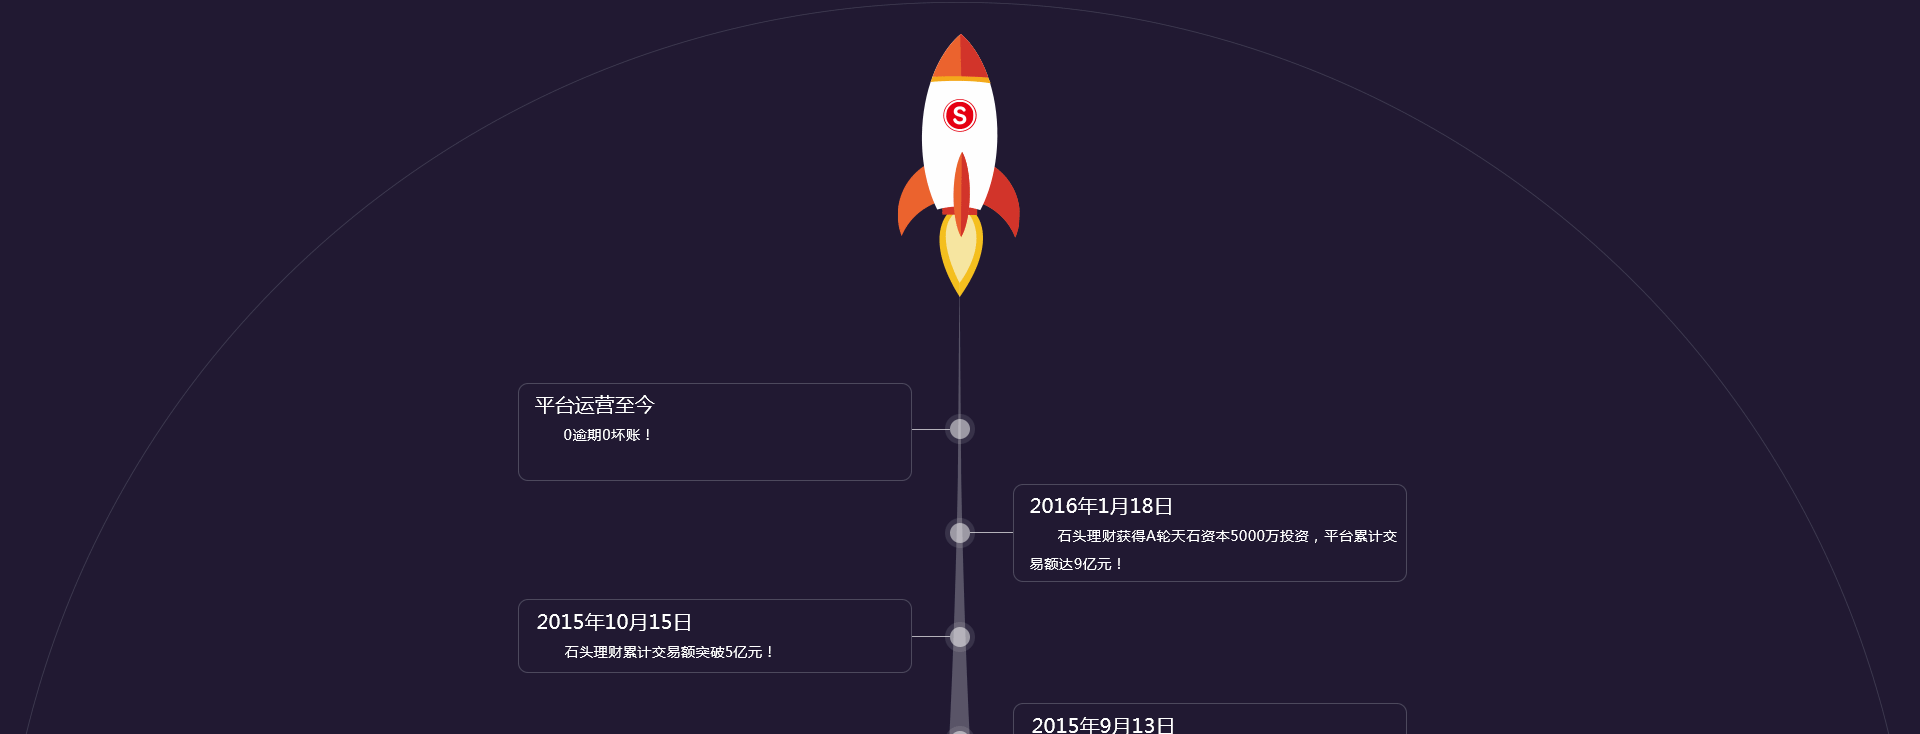 S
平台运营至今
0逾期0坏账！
2016年1月18日
石头理财获得A轮天石资本5000万投资，平台累计交
易额达9亿元！
2015年10月15日
石头理财累计交易额突破5亿元！
2015年9月13日